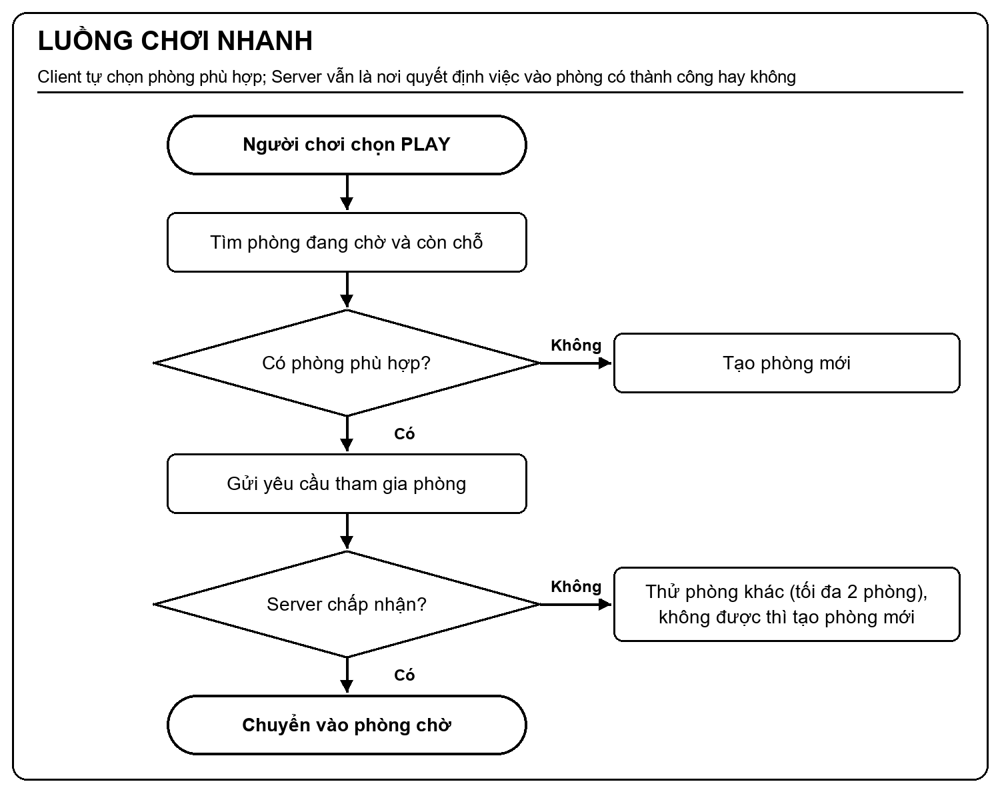 LUỒNG CHƠI NHANH
Client tự chọn phòng phù hợp; Server vẫn là nơi quyết định việc vào phòng có thành công hay không
Người chơi chọn PLAY
Tìm phòng đang chờ và còn chỗ
Có phòng phù hợp?
Không
Tạo phòng mới
Có
Gửi yêu cầu tham gia phòng
Server chấp nhận?
Không
Thử phòng khác (tối đa 2 phòng),
không được thì tạo phòng mới
Có
Chuyển vào phòng chờ